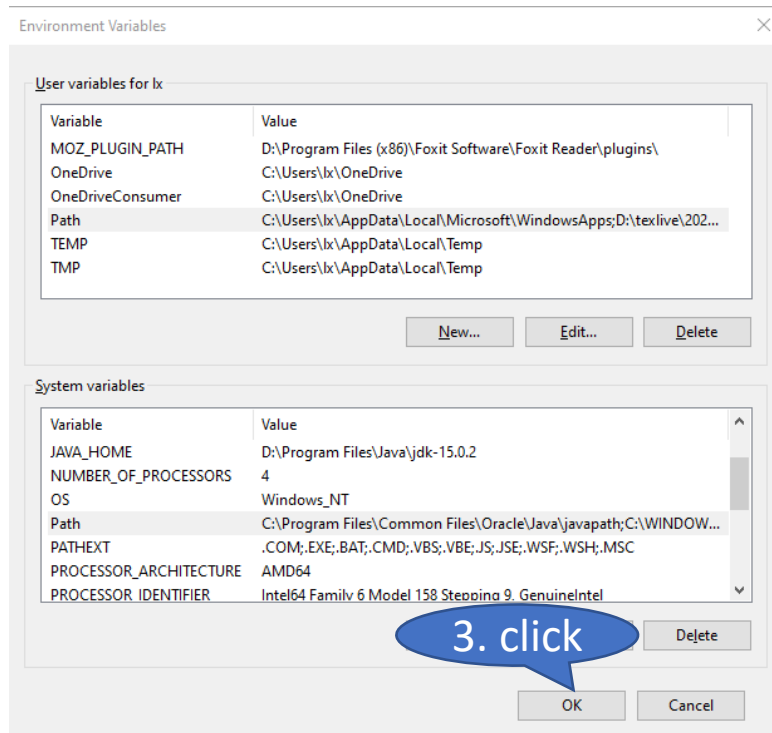 Environment Variables
User variables for lx
Variable Value
MOZ_PLUGIN_PATH D:\Program Files (x86)\Foxit Software\Foxit Reader\plugins\
OneDrive C:\Users\lx\OneDrive
OneDriveConsumer C:\Users\lx\OneDrive
Path C:\Users\lx\AppData\Local\Microsoft\WindowsApps;D:\texlive\202...
TEMP C:\Users\lx\AppData\Local\Temp
TMP C:\Users\lx\AppData\Local\Temp
New... Edit... Delete
System variables
Variable Value
JAVA_HOME D:\Program Files\Java\jdk-15.0.2
NUMBER_OF_PROCESSORS 4
OS Windows_NT
Path C:\Program Files\Common Files\Oracle\Java\javapath;C:\WINDOW...
PATHEXT .COM;.EXE;.BAT;.CMD;.VBS;.VBE;.JS;.JSE;.WSF;.WSH;.MSC
PROCESSOR_ARCHITECTURE AMD64
PROCESSOR_IDENTIFIER Intel64 Family 6 Model 158 Stepping 9, GenuineIntel
3. click Delete
OK Cancel